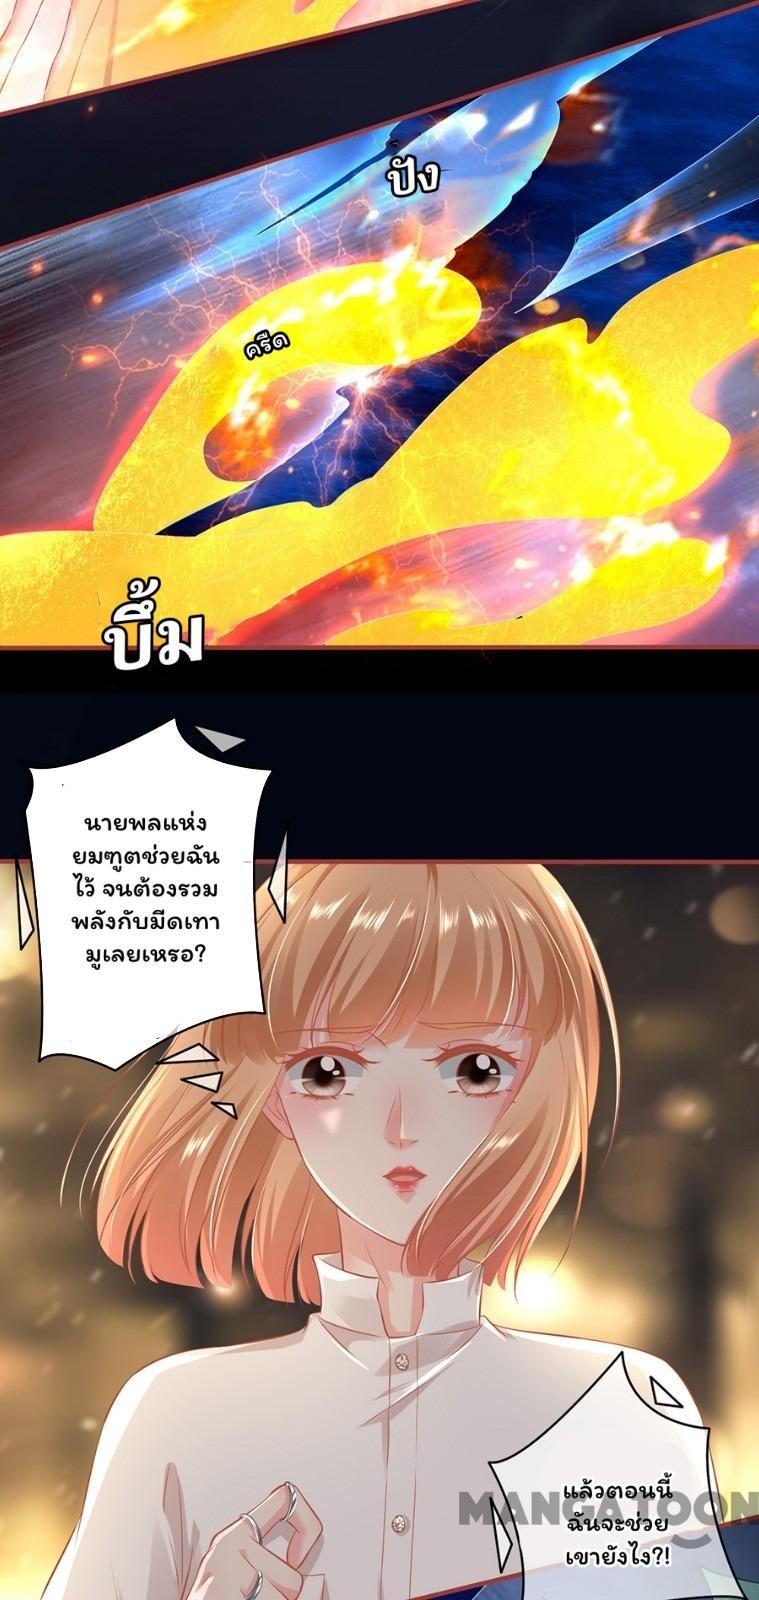 ปัง
ครืด
บึ้ม
นายพลแห่ง
ยมฑูตช่วยฉัน
ไว้ จนต้องรวม
พลังกับมีดเทา
มูเลยเหรอ?
แล้วตอนนี้
ฉันจะช่วย
เขายังไง?!
MANGATOON